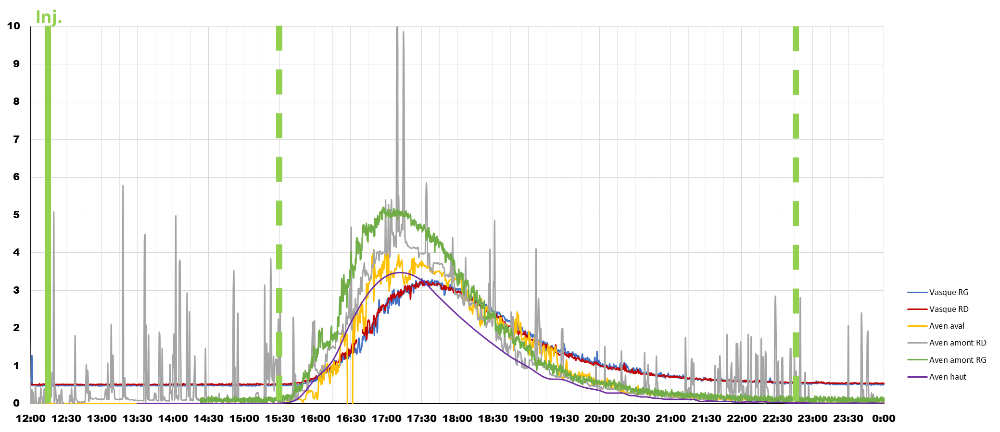 Inj.
10
9
8
7
6
5
4
3
2
1
0
12:00 12:30 13:00 13:30 14:00 14:30 15:00 15:30 16:00 16:30 17:00 17:30 18:00 18:30 19:00 19:30 20:00 20:30 21:00 21:30 22:00 22:30 23:00 23:30 0:00
Vasque RG
Vasque RD
Aven aval
Aven amont RD
Aven amont RG
Aven haut